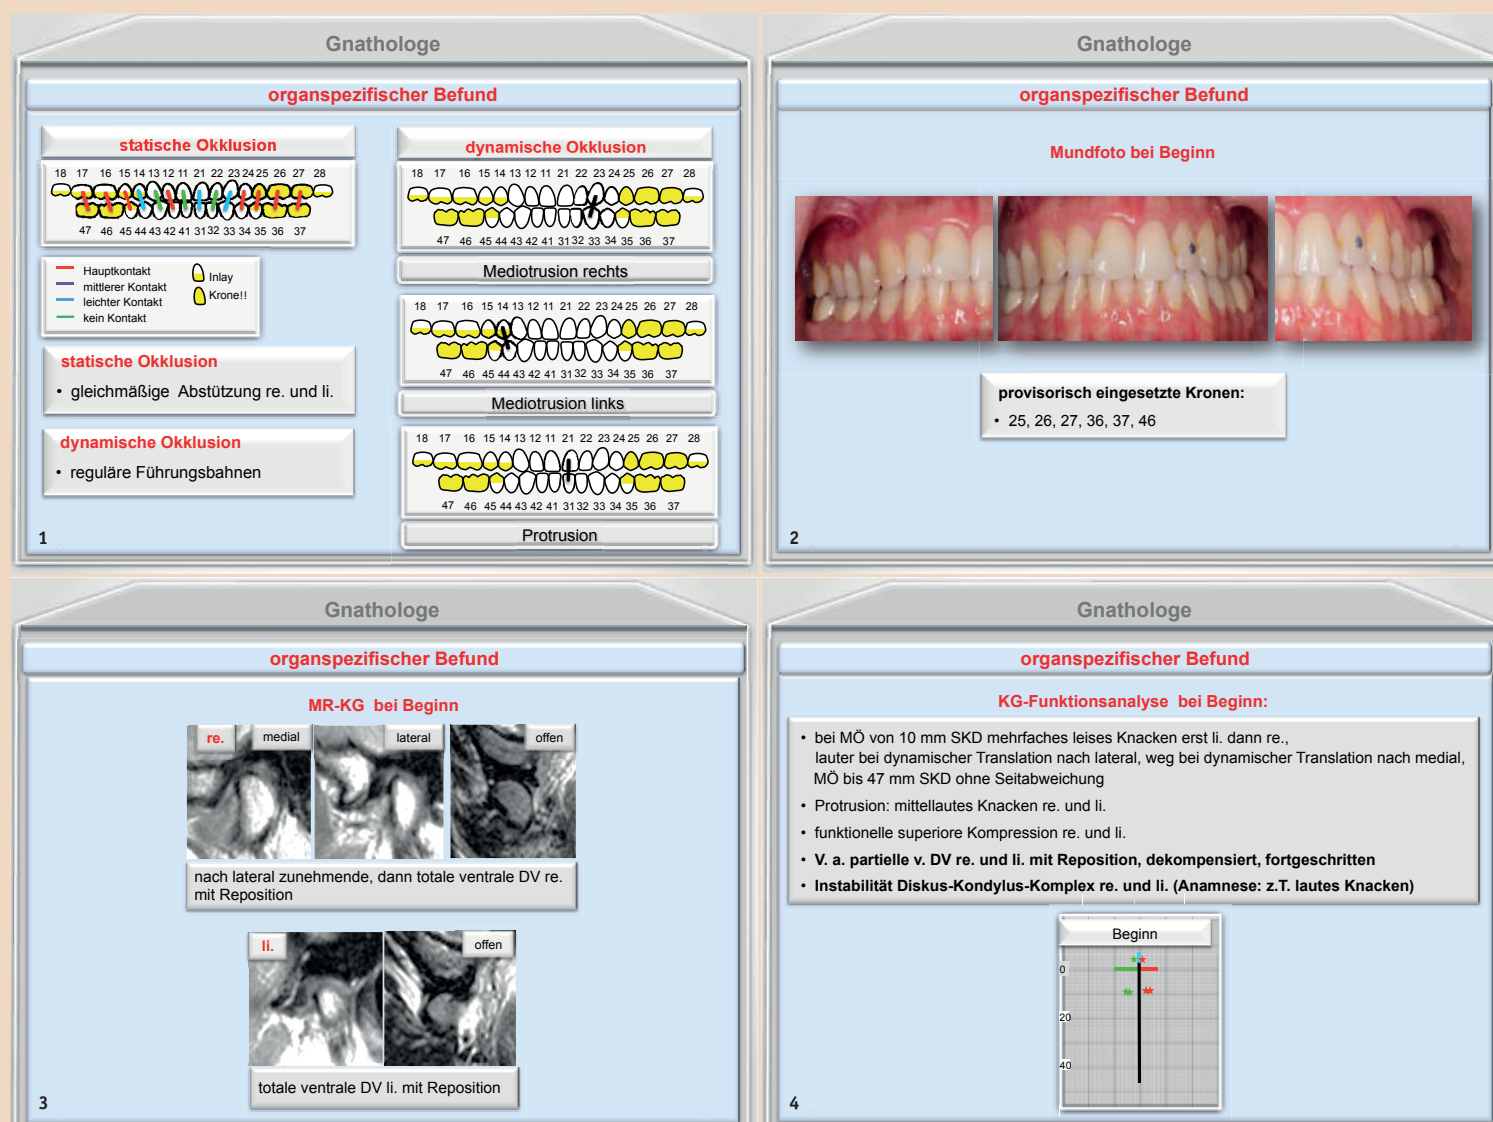 Gnathologe
organspezifischer Befund
statische Okklusion
18 17 16 15 14 13 12 11 21 22 23 24 25 26 27 28
47 46 45 44 43 42 41 31 32 33 34 35 36 37
Hauptkontakt
mittlerer Kontakt
leichter Kontakt
kein Kontakt
Inlay
Krone!!
statische Okklusion
• gleichmäßige Abstützung re. und li.
dynamische Okklusion
• reguläre Führungsbahnen
dynamische Okklusion
18 17 16 15 14 13 12 11 21 22 23 24 25 26 27 28
47 46 45 44 43 42 41 31 32 33 34 35 36 37
Mediotrusion rechts
18 17 16 15 14 13 12 11 21 22 23 24 25 26 27 28
47 46 45 44 43 42 41 31 32 33 34 35 36 37
Mediotrusion links
18 17 16 15 14 13 12 11 21 22 23 24 25 26 27 28
47 46 45 44 43 42 41 31 32 33 34 35 36 37
Protrusion
1
Gnathologe
organspezifischer Befund
Mundfoto bei Beginn
provisorisch eingesetzte Kronen:
• 25, 26, 27, 36, 37, 46
2
Gnathologe
organspezifischer Befund
MR-KG bei Beginn
re. medial lateral offen
nach lateral zunehmende, dann totale ventrale DV re.
mit Reposition
li. offen
totale ventrale DV li. mit Reposition
3
Gnathologe
organspezifischer Befund
KG-Funktionsanalyse bei Beginn:
• bei MÖ von 10 mm SKD mehrfaches leises Knacken erst li. dann re.,
lauter bei dynamischer Translation nach lateral, weg bei dynamischer Translation nach medial,
MÖ bis 47 mm SKD ohne Seitabweichung
• Protrusion: mittellautes Knacken re. und li.
• funktionelle superiore Kompression re. und li.
• V. a. partielle v. DV re. und li. mit Reposition, dekompensiert, fortgeschritten
• Instabilität Diskus-Kondylus-Komplex re. und li. (Anamnese: z.T. lautes Knacken)
Beginn
0
20
40
4